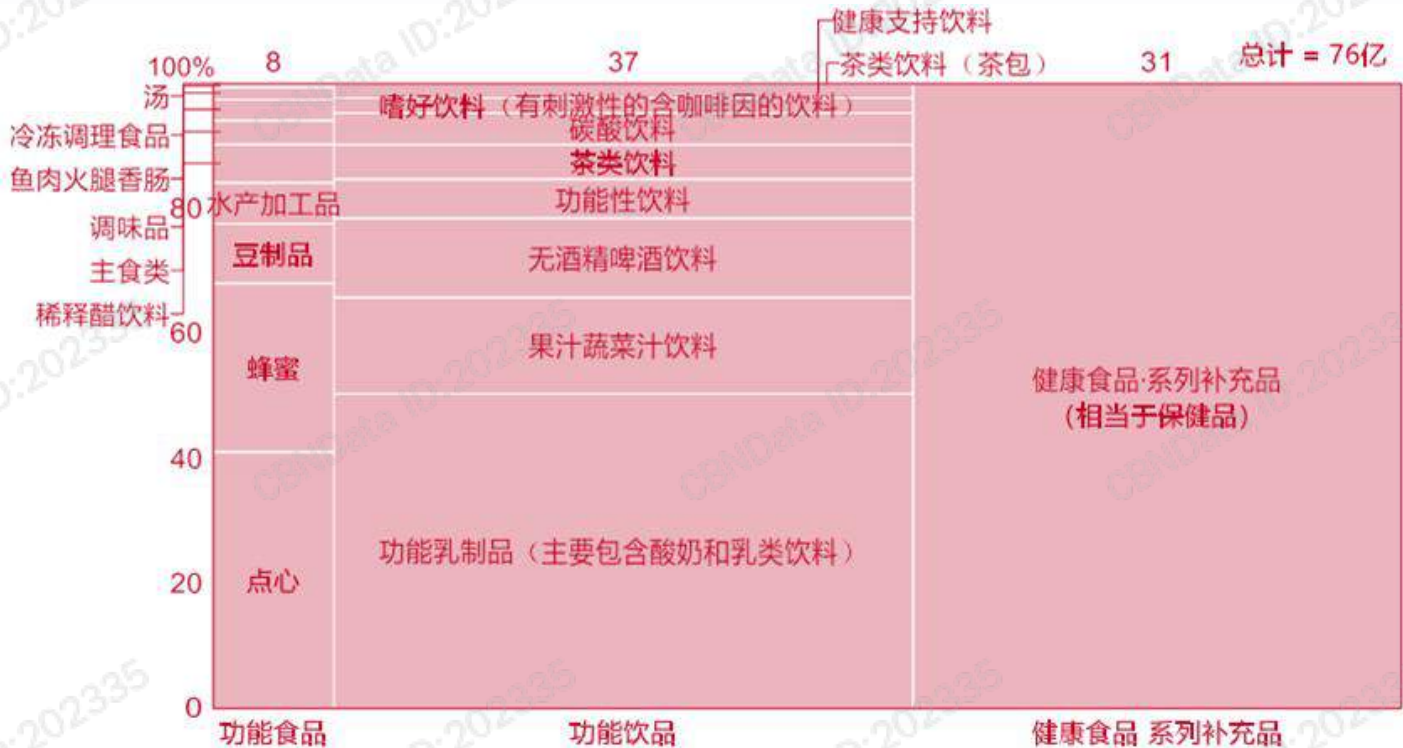 健康支持饮料
茶类饮料（茶包）
总计 = 76亿
100%
8
37
31
汤
冷冻调理食品
鱼肉火腿香肠
调味品
主食类
稀释醋饮料
80
60
40
20
0
水产加工品
豆制品
蜂蜜
点心
嗜好饮料（有刺激性的含咖啡因的饮料）
碳酸饮料
茶类饮料
功能性饮料
无酒精啤酒饮料
果汁蔬菜汁饮料
功能乳制品（主要包含酸奶和乳类饮料）
健康食品·系列补充品
(相当于保健品)
功能食品
功能饮品
健康食品 系列补充品
CBNData ID:202335